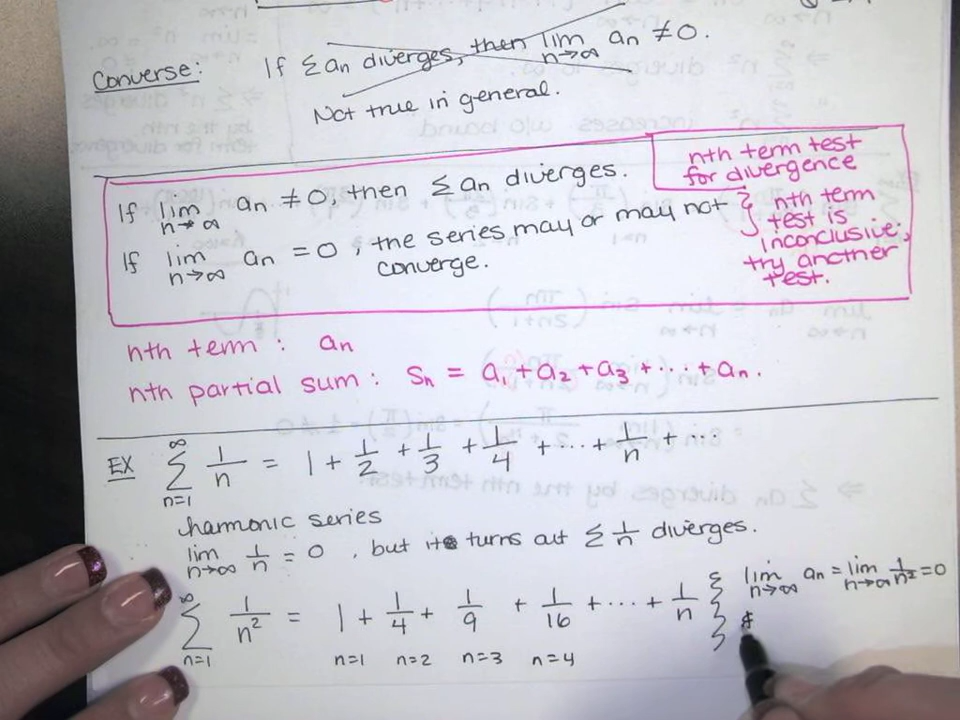 Converse: If Σan diverges, then lim n→∞ an ≠ 0.
Not true in general.
nth term test
for divergence
If lim n→∞ an ≠ 0, then Σan diverges.
If lim n→∞ an = 0, the series may or may not
converge.
} nth term
test is
inconclusive,
try another
test.
nth term: an
nth partial sum: Sn = a1 + a2 + a3 + ... + an.
EX ∑ n=1 ∞ 1/n = 1 + 1/2 + 1/3 + 1/4 + ... + 1/n + ...
harmonic series
lim n→∞ 1/n = 0, but it turns out Σ 1/n diverges.
∑ n=1 ∞ 1/n² = 1 + 1/4 + 1/9 + 1/16 + ... + 1/n } lim n→∞ an = lim n→∞ 1/n² = 0
n=1 n=2 n=3 n=4